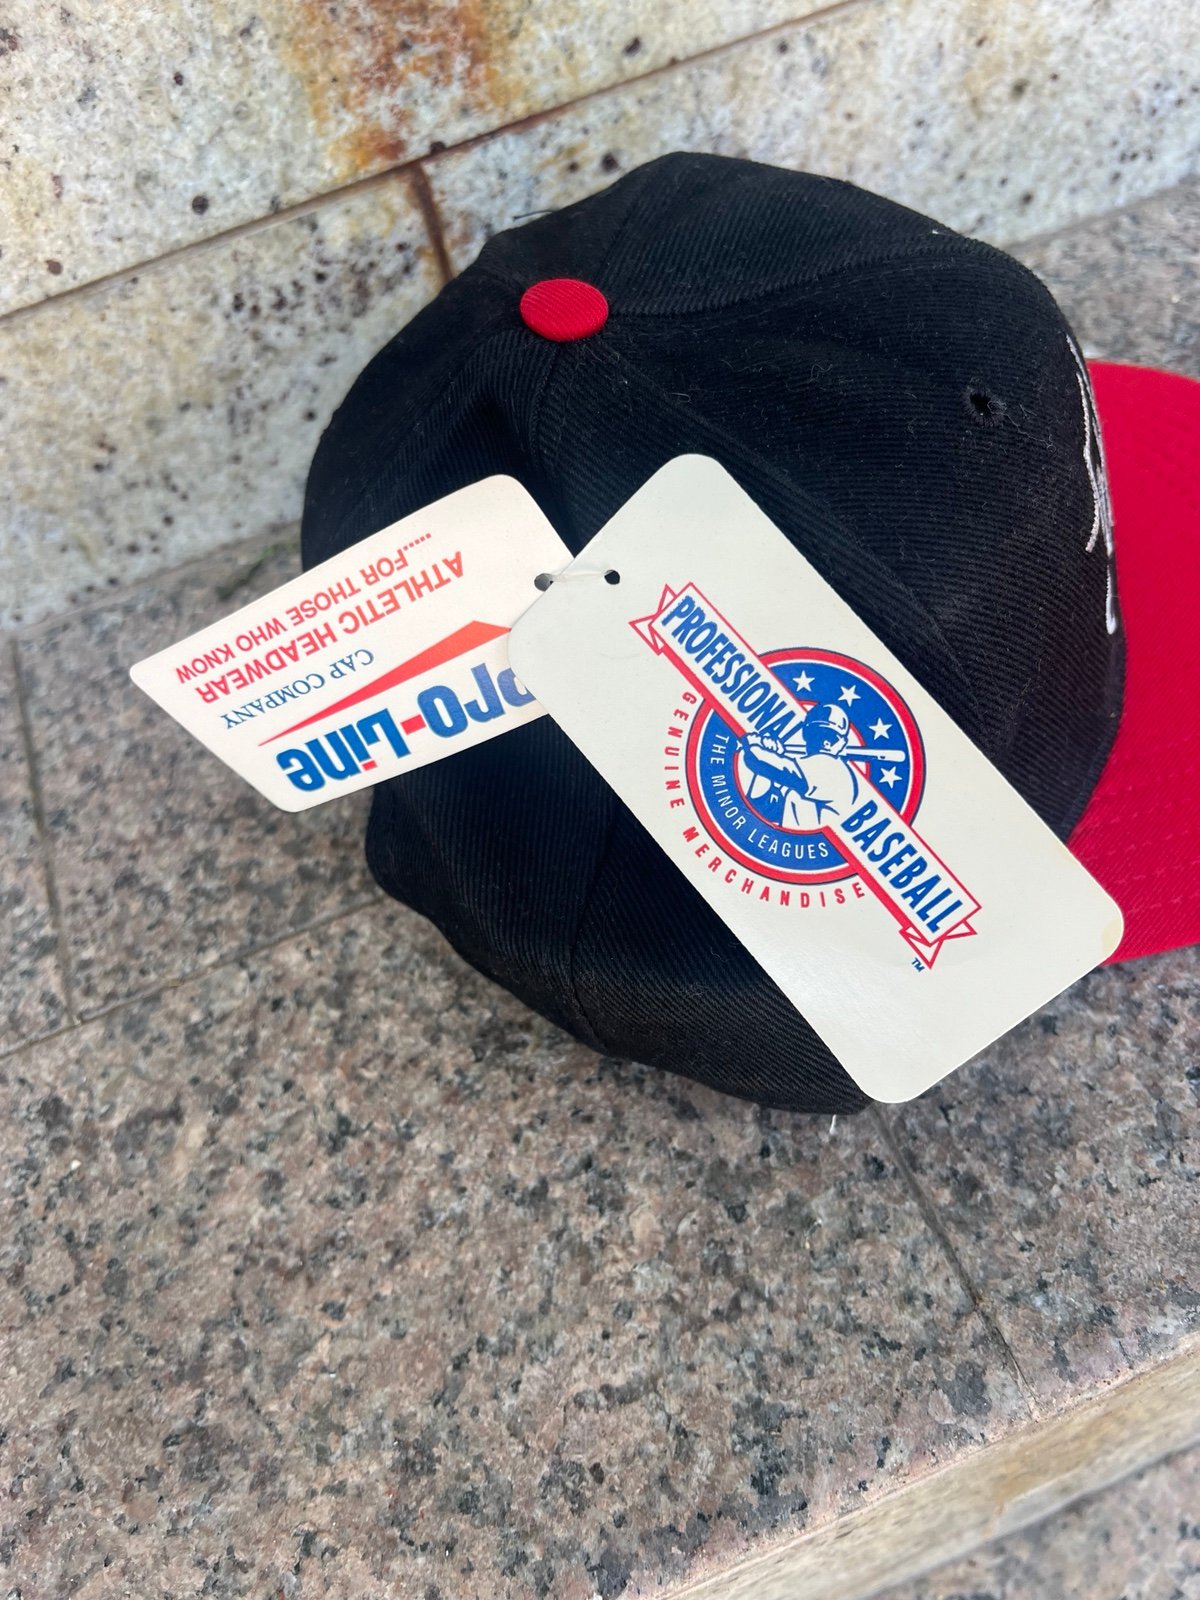 Pro-Line
CAP COMPANY
ATHLETIC HEADWEAR
.....FOR THOSE WHO KNOW
PROFESSIONAL BASEBALL
THE MINOR LEAGUES
GENUINE MERCHANDISE
TM